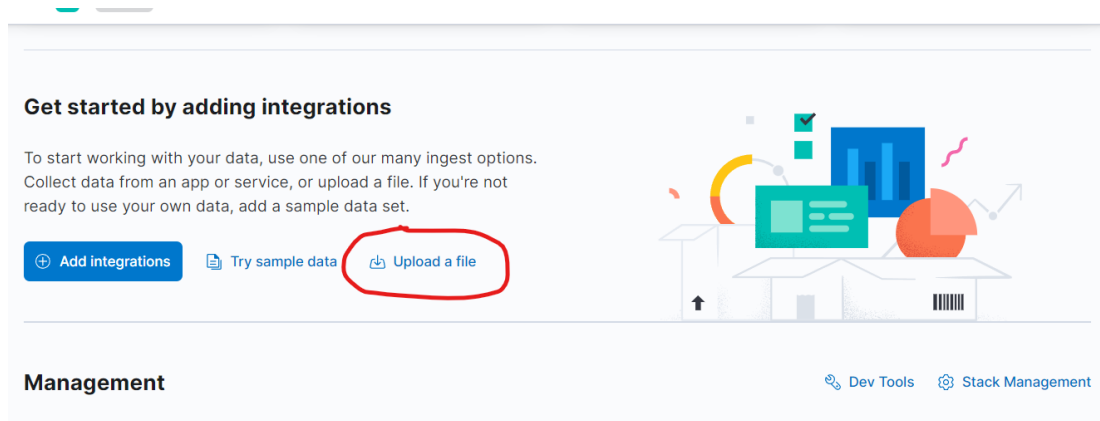 Get started by adding integrations
To start working with your data, use one of our many ingest options.
Collect data from an app or service, or upload a file. If you're not
ready to use your own data, add a sample data set.
Add integrations
Try sample data
Upload a file
Management
Dev Tools
Stack Management